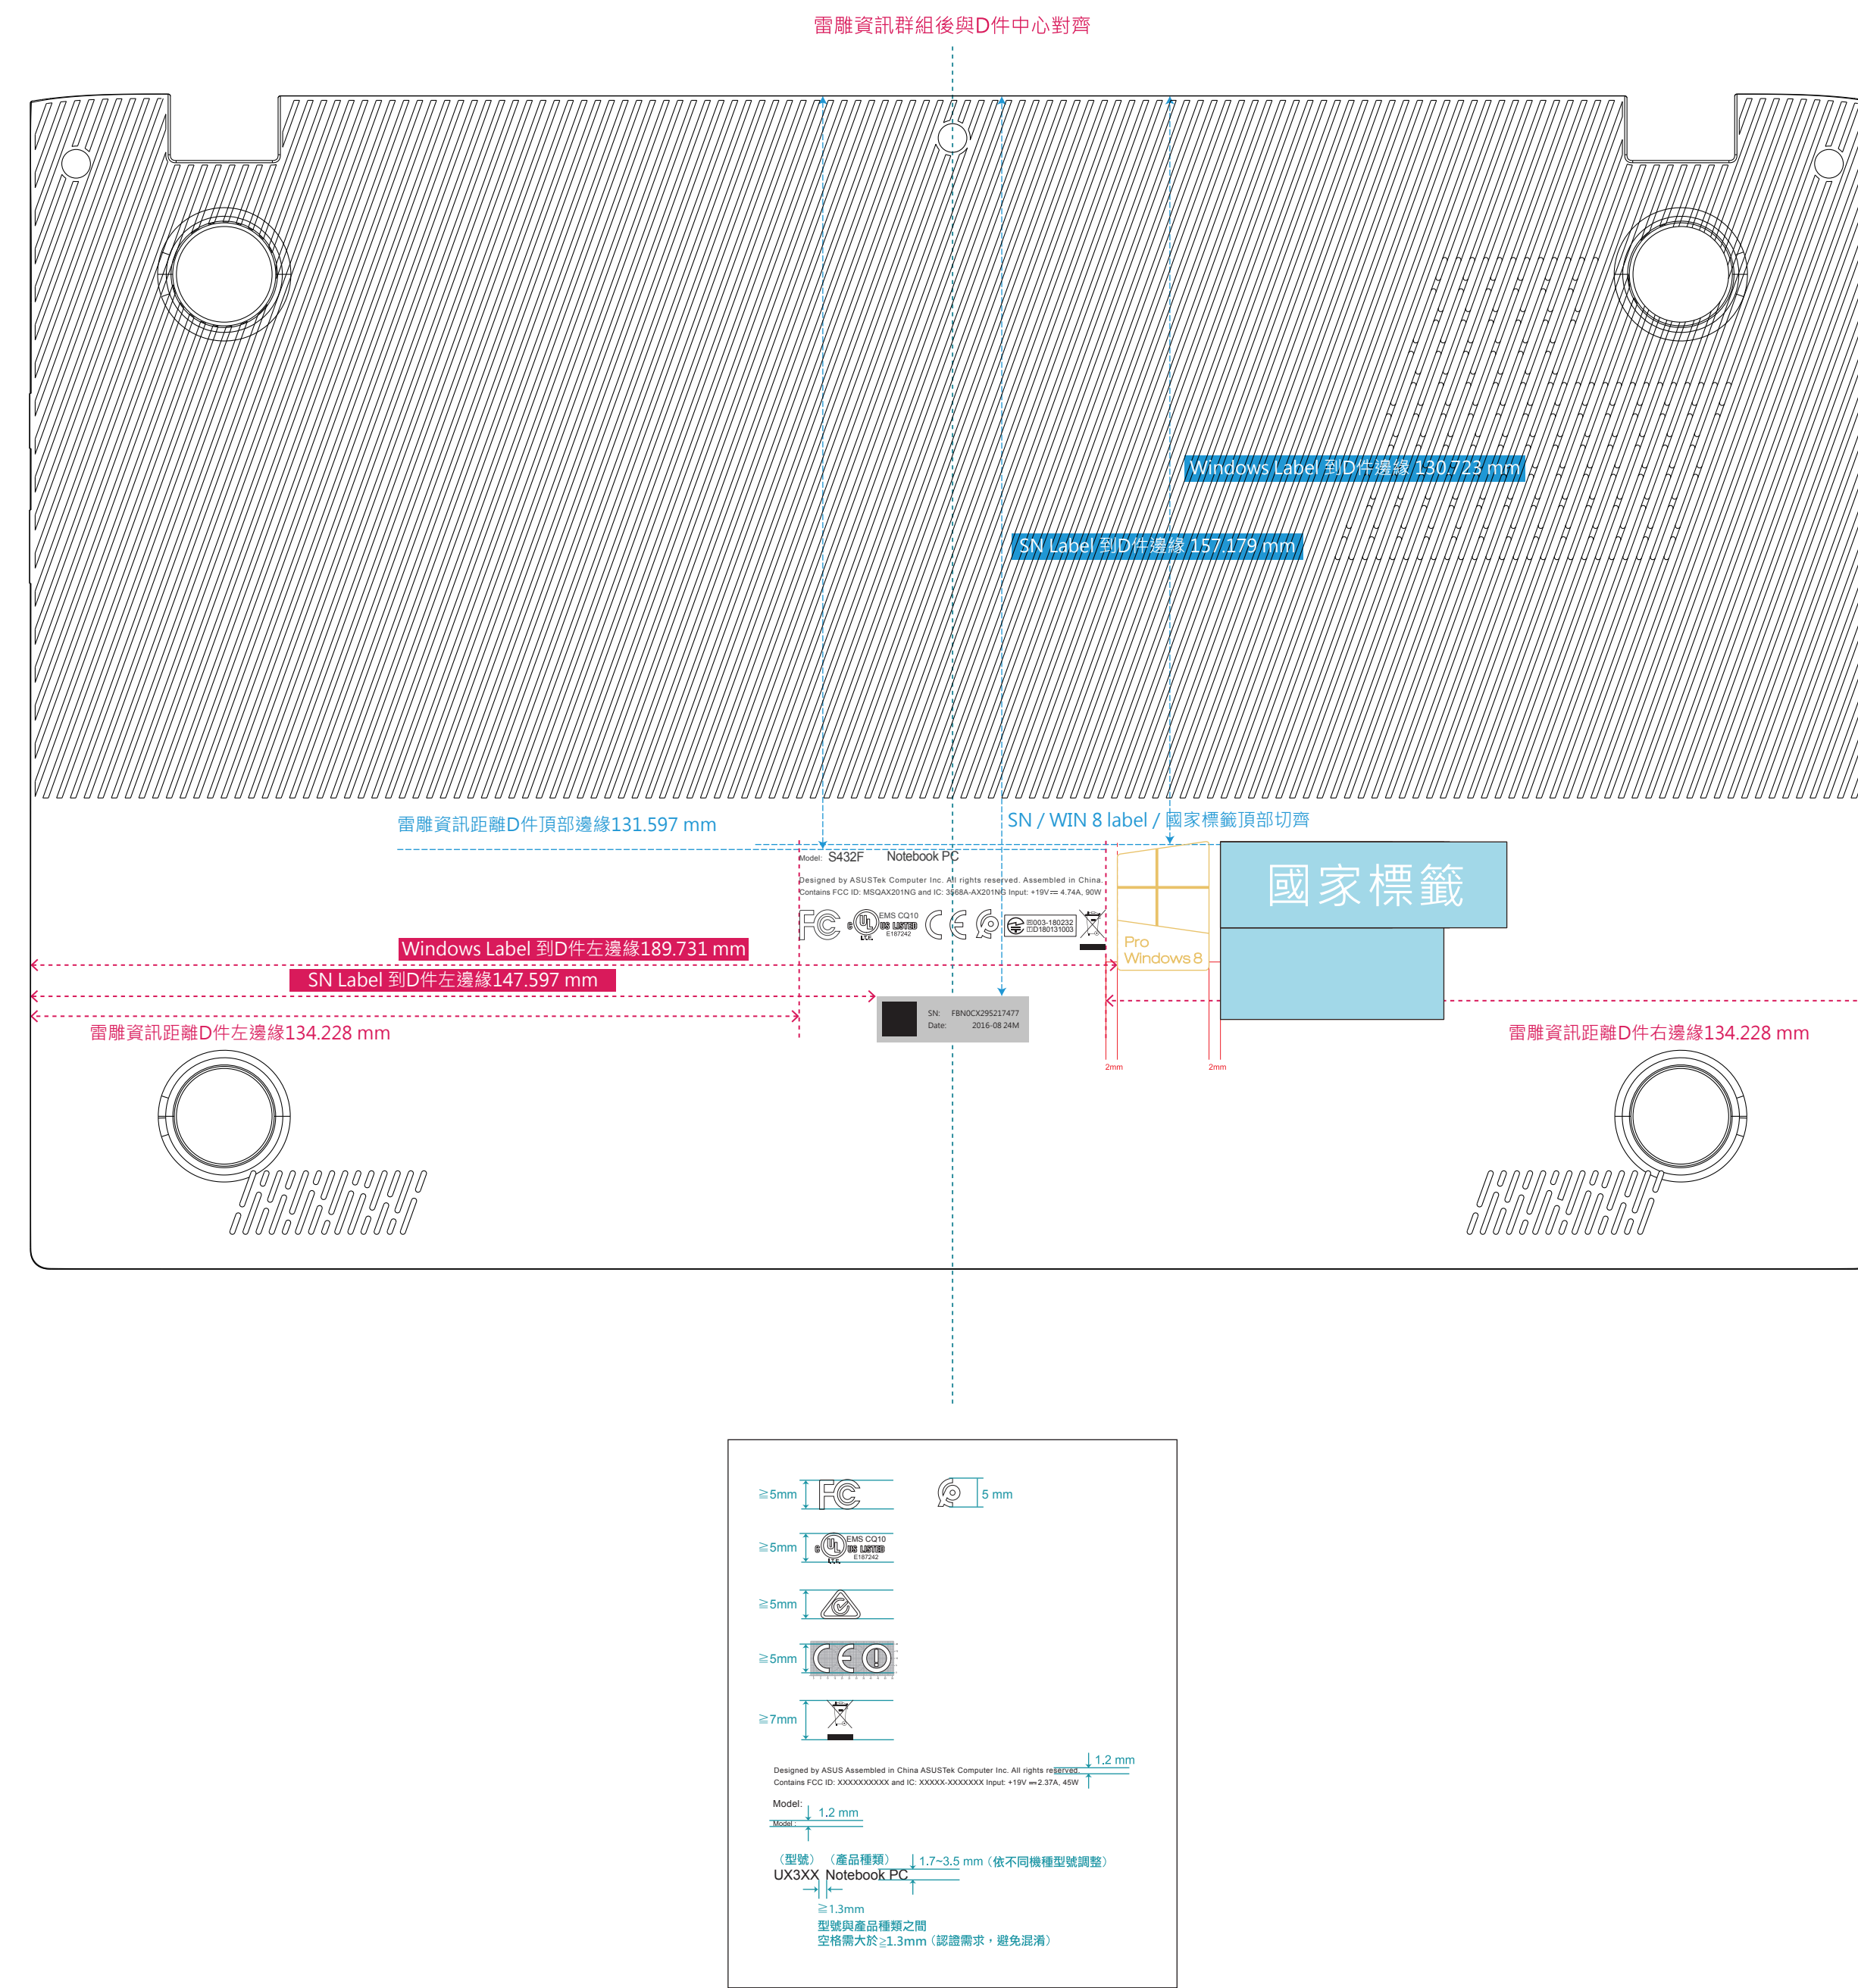 雷雕資訊群組後與D件中心對齊
Windows Label 到D件邊緣 130.723 mm
SN Label 到D件邊緣 157.179 mm
雷雕資訊距離D件頂部邊緣131.597 mm
SN / WIN 8 label / 國家標籤頂部切齊
Model: S432F Notebook PC
Designed by ASUSTek Computer Inc. All rights reserved. Assembled in China.
Contains FCC ID: MSQAX201NG and IC: 3568A-AX201NG Input: +19V⎓ 4.74A, 90W
國家標籤
FC
C UL US LISTED
EMS CQ10
E187242
I.T.E.
CE
R 003-180232
T D180131003
Pro
Windows 8
Windows Label 到D件左邊緣189.731 mm
SN Label 到D件左邊緣147.597 mm
雷雕資訊距離D件左邊緣134.228 mm
SN: FBN0CX295217477
Date: 2016-08 24M
雷雕資訊距離D件右邊緣134.228 mm
2mm
2mm
≧5mm FC
5 mm
≧5mm C UL US LISTED
EMS CQ10
E187242
I.T.E.
≧5mm
≧5mm CE
≧7mm
1.2 mm
Designed by ASUS Assembled in China ASUSTek Computer Inc. All rights reserved.
Contains FCC ID: XXXXXXXXXX and IC: XXXXX-XXXXXXX Input: +19V ⎓ 2.37A, 45W
Model:
1.2 mm
Model :
（型號）（產品種類）
1.7~3.5 mm（依不同機種型號調整）
UX3XX Notebook PC
≧1.3mm
型號與產品種類之間
空格需大於≧1.3mm（認證需求，避免混淆）